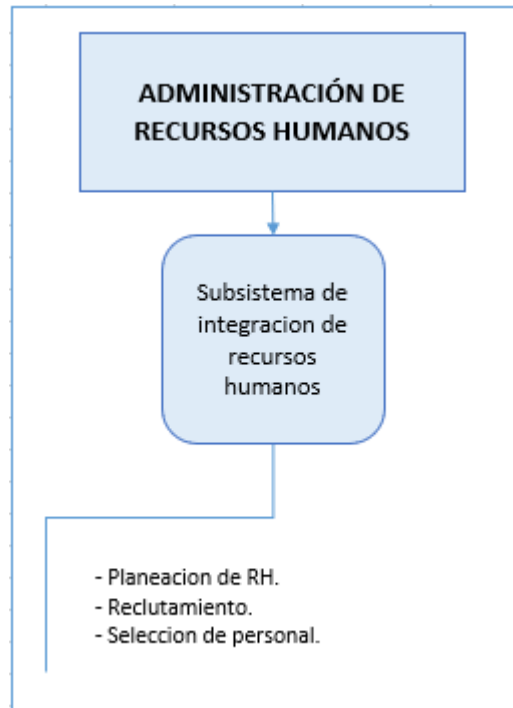 ADMINISTRACIÓN DE
RECURSOS HUMANOS
Subsistema de
integracion de
recursos
humanos
- Planeacion de RH.
- Reclutamiento.
- Seleccion de personal.